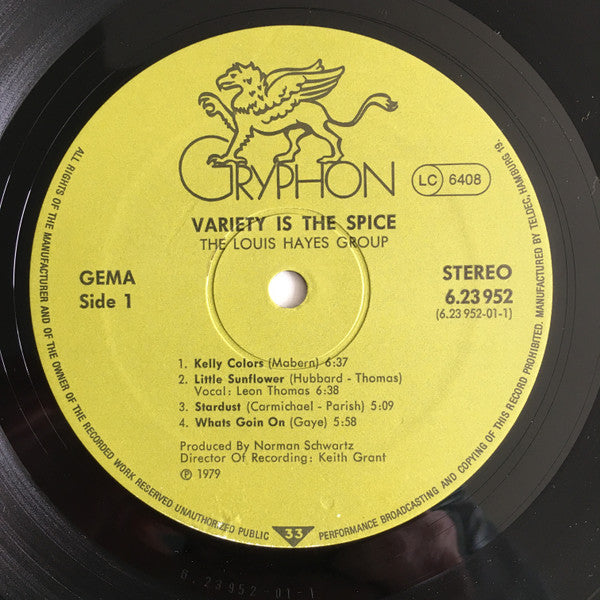 GRYPHON
LC 6408
VARIETY IS THE SPICE
THE LOUIS HAYES GROUP
GEMA
Side 1
STEREO
6.23 952
(6.23 952-01-1)
1. Kelly Colors (Mabern) 6:37
2. Little Sunflower (Hubbard - Thomas)
Vocal: Leon Thomas 6:38
3. Stardust (Carmichael - Parish) 5:09
4. Whats Goin On (Gaye) 5:58
Produced By Norman Schwartz
Director Of Recording: Keith Grant
Ⓟ 1979
ALL RIGHTS OF THE MANUFACTURER AND OF THE OWNER OF THE RECORDED WORK RESERVED UNAUTHORIZED PUBLIC 33 PERFORMANCE BROADCASTING AND COPYING OF THIS RECORD PROHIBITED. MANUFACTURED BY TELDEC, HAMBURG 19.
6.23952-01-1